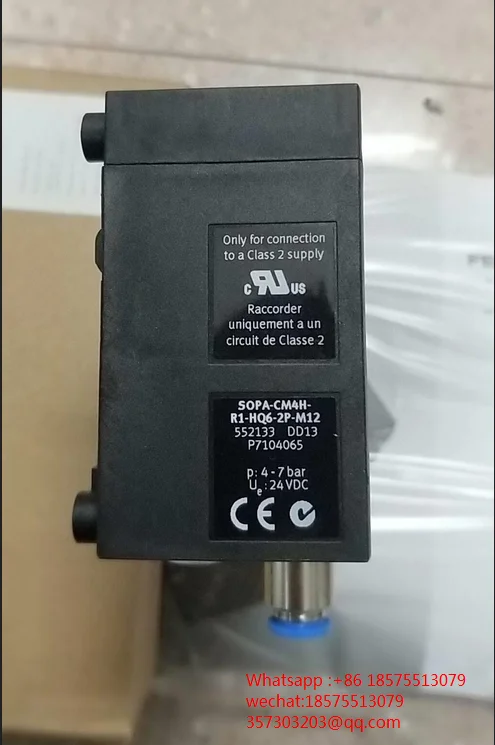 Only for connection
to a Class 2 supply
c RU US
Raccorder
uniquement a un
circuit de Classe 2
SOPA-CM4H-
R1-HQ6-2P-M12
552133 DD13
P7104065
p: 4 - 7 bar
Ue: 24 VDC
CE
FE
Whatsapp :+86 18575513079
wechat:18575513079
357303203@qq.com